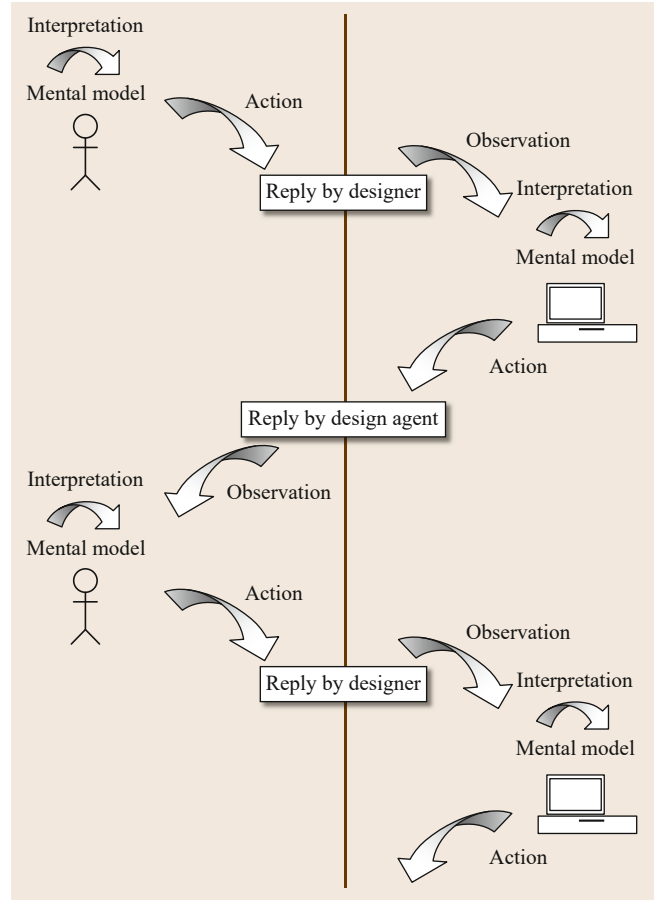 Interpretation
Mental model
Action
Observation
Reply by designer
Interpretation
Mental model
Action
Reply by design agent
Interpretation
Observation
Mental model
Action
Observation
Reply by designer
Interpretation
Mental model
Action